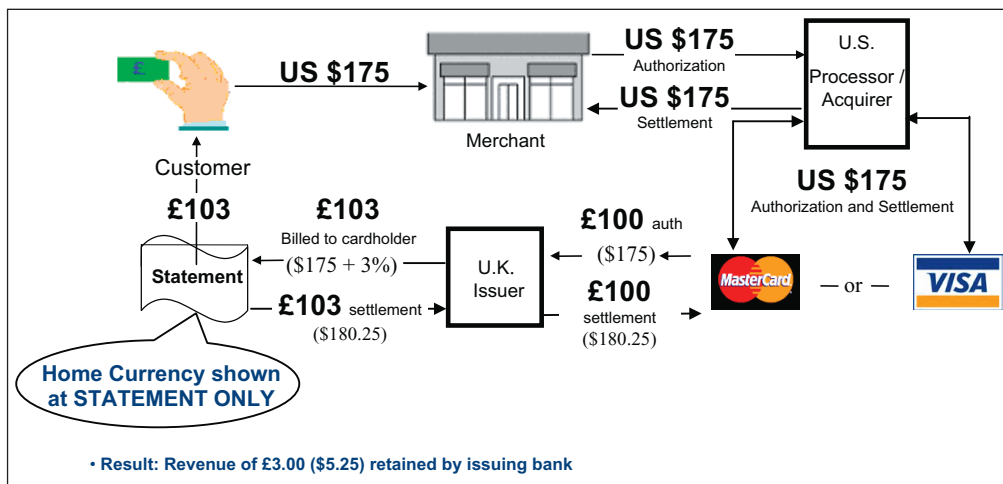 £
US $175
Merchant
US $175
Authorization
US $175
Settlement
U.S.
Processor /
Acquirer
US $175
Authorization and Settlement
Customer
£103
Statement
£103
Billed to cardholder
($175 + 3%)
£103 settlement
($180.25)
U.K.
Issuer
£100 auth
($175)
£100
settlement
($180.25)
MasterCard
— or —
VISA
Home Currency shown
at STATEMENT ONLY
• Result: Revenue of £3.00 ($5.25) retained by issuing bank